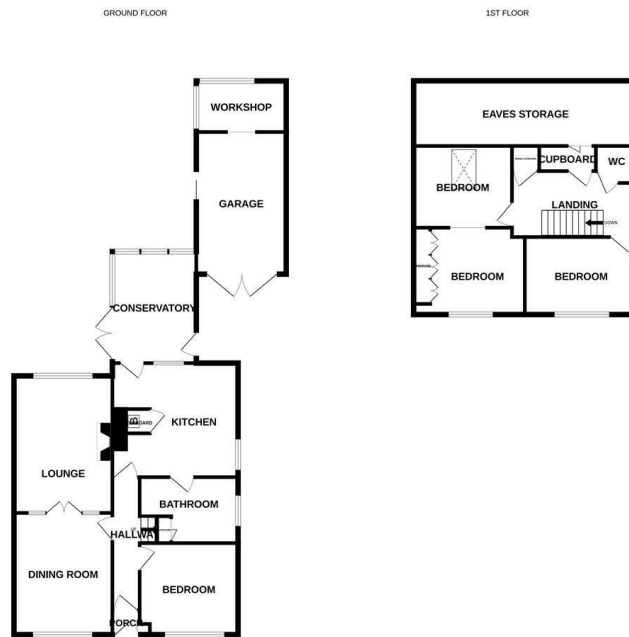 GROUND FLOOR
1ST FLOOR
WORKSHOP
GARAGE
CONSERVATORY
KITCHEN
B
LOUNGE
BATHROOM
UP
HALLWA
DINING ROOM
BEDROOM
PORCH
EAVES STORAGE
CUPBOARD
WC
BEDROOM
LANDING
DOWN
BEDROOM
BEDROOM